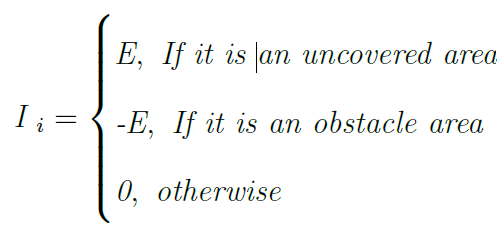 E, If it is an uncovered area
I i = -E, If it is an obstacle area
0, otherwise